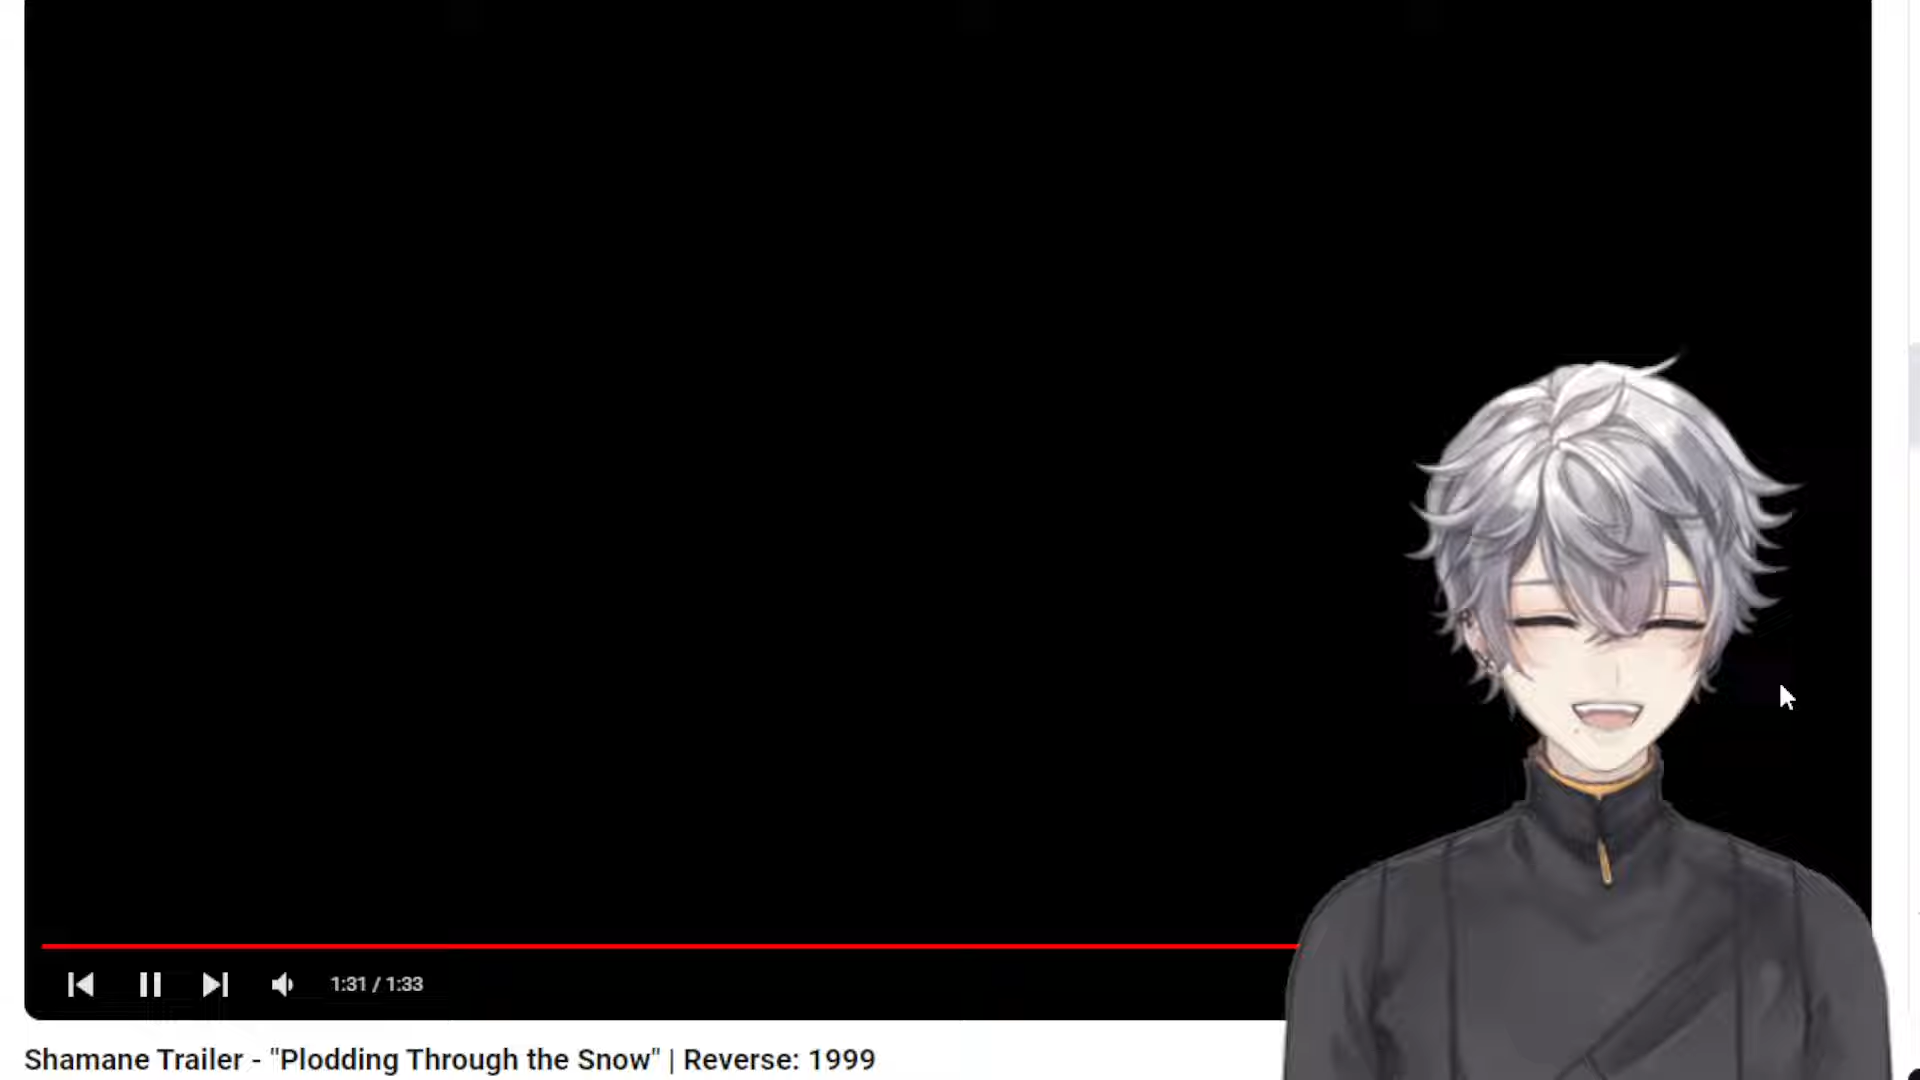 1:31 / 1:33
Shamane Trailer - "Plodding Through the Snow" | Reverse: 1999